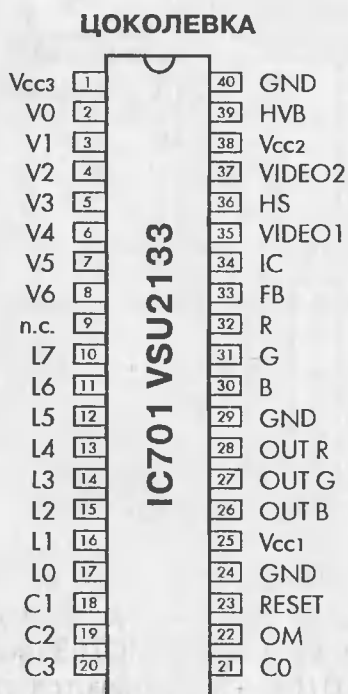 ЦОКОЛЕВКА
Vcc3 1 40 GND
V0 2 39 HVB
V1 3 38 Vcc2
V2 4 37 VIDEO2
V3 5 36 HS
V4 6 35 VIDEO1
V5 7 34 IC
V6 8 33 FB
n.c. 9 32 R
L7 10 31 G
L6 11 30 B
L5 12 29 GND
L4 13 28 OUT R
L3 14 27 OUT G
L2 15 26 OUT B
L1 16 25 Vcc1
L0 17 24 GND
C1 18 23 RESET
C2 19 22 OM
C3 20 21 C0
IC701 VSU2133